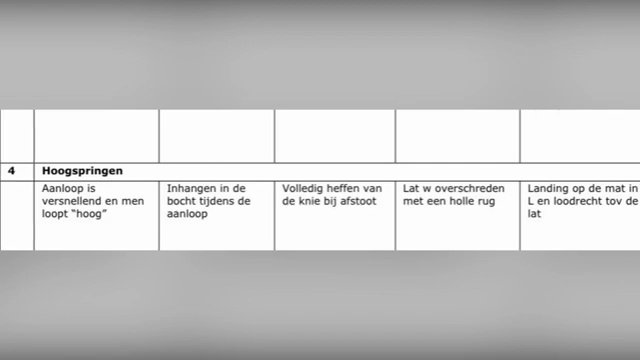 4 Hoogspringen
Aanloop is
versnellend en men
loopt “hoog”
Inhangen in de
bocht tijdens de
aanloop
Volledig heffen van
de knie bij afstoot
Lat w overschreden
met een holle rug
Landing op de mat in
L en loodrecht tov de
lat